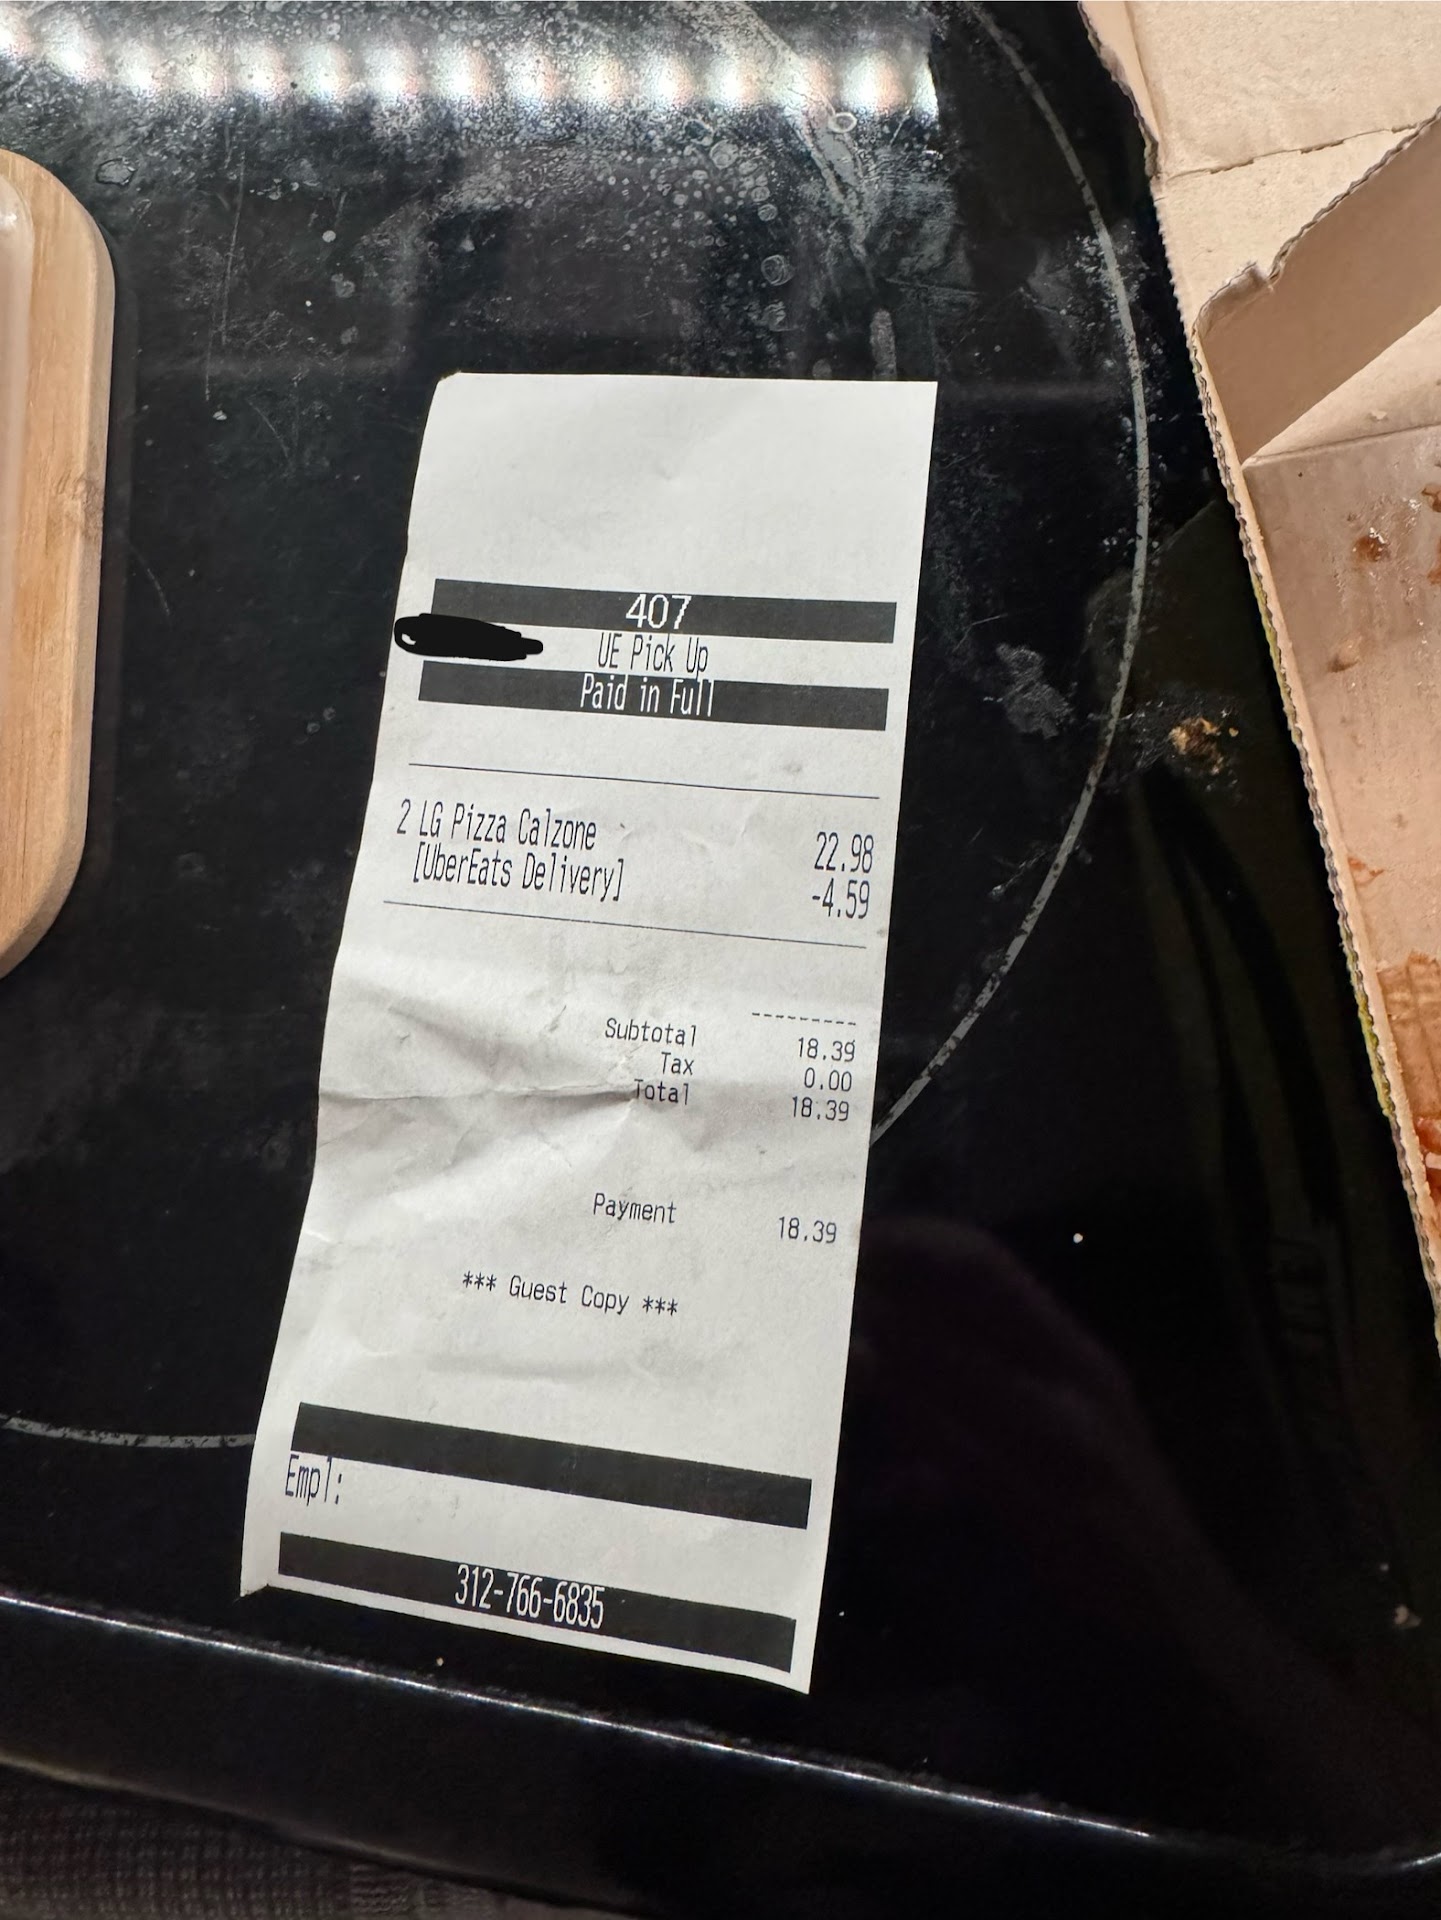 407
UE Pick Up
Paid in Full
2 LG Pizza Calzone 22.98
[UberEats Delivery] -4.59
---------
Subtotal 18.39
Tax 0.00
Total 18.39
Payment 18.39
*** Guest Copy ***
Empl:
312-766-6835